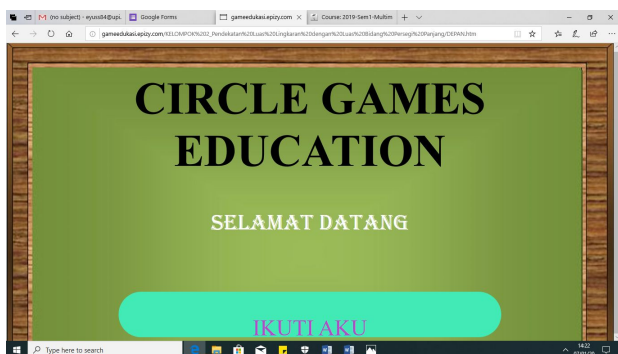 (no subject) - eyuss84@upi.
Google Forms
gameedukasi.epizy.com
Course: 2019-Sem1-Multim
gameedukasi.epizy.com/KELOMPOK%202_Pendekatan%20Luas%20Lingkaran%20dengan%20Luas%20Bidang%20Persegi%20Panjang/DEPAN.htm
CIRCLE GAMES
EDUCATION
SELAMAT DATANG
IKUTI AKU
Type here to search
14:22